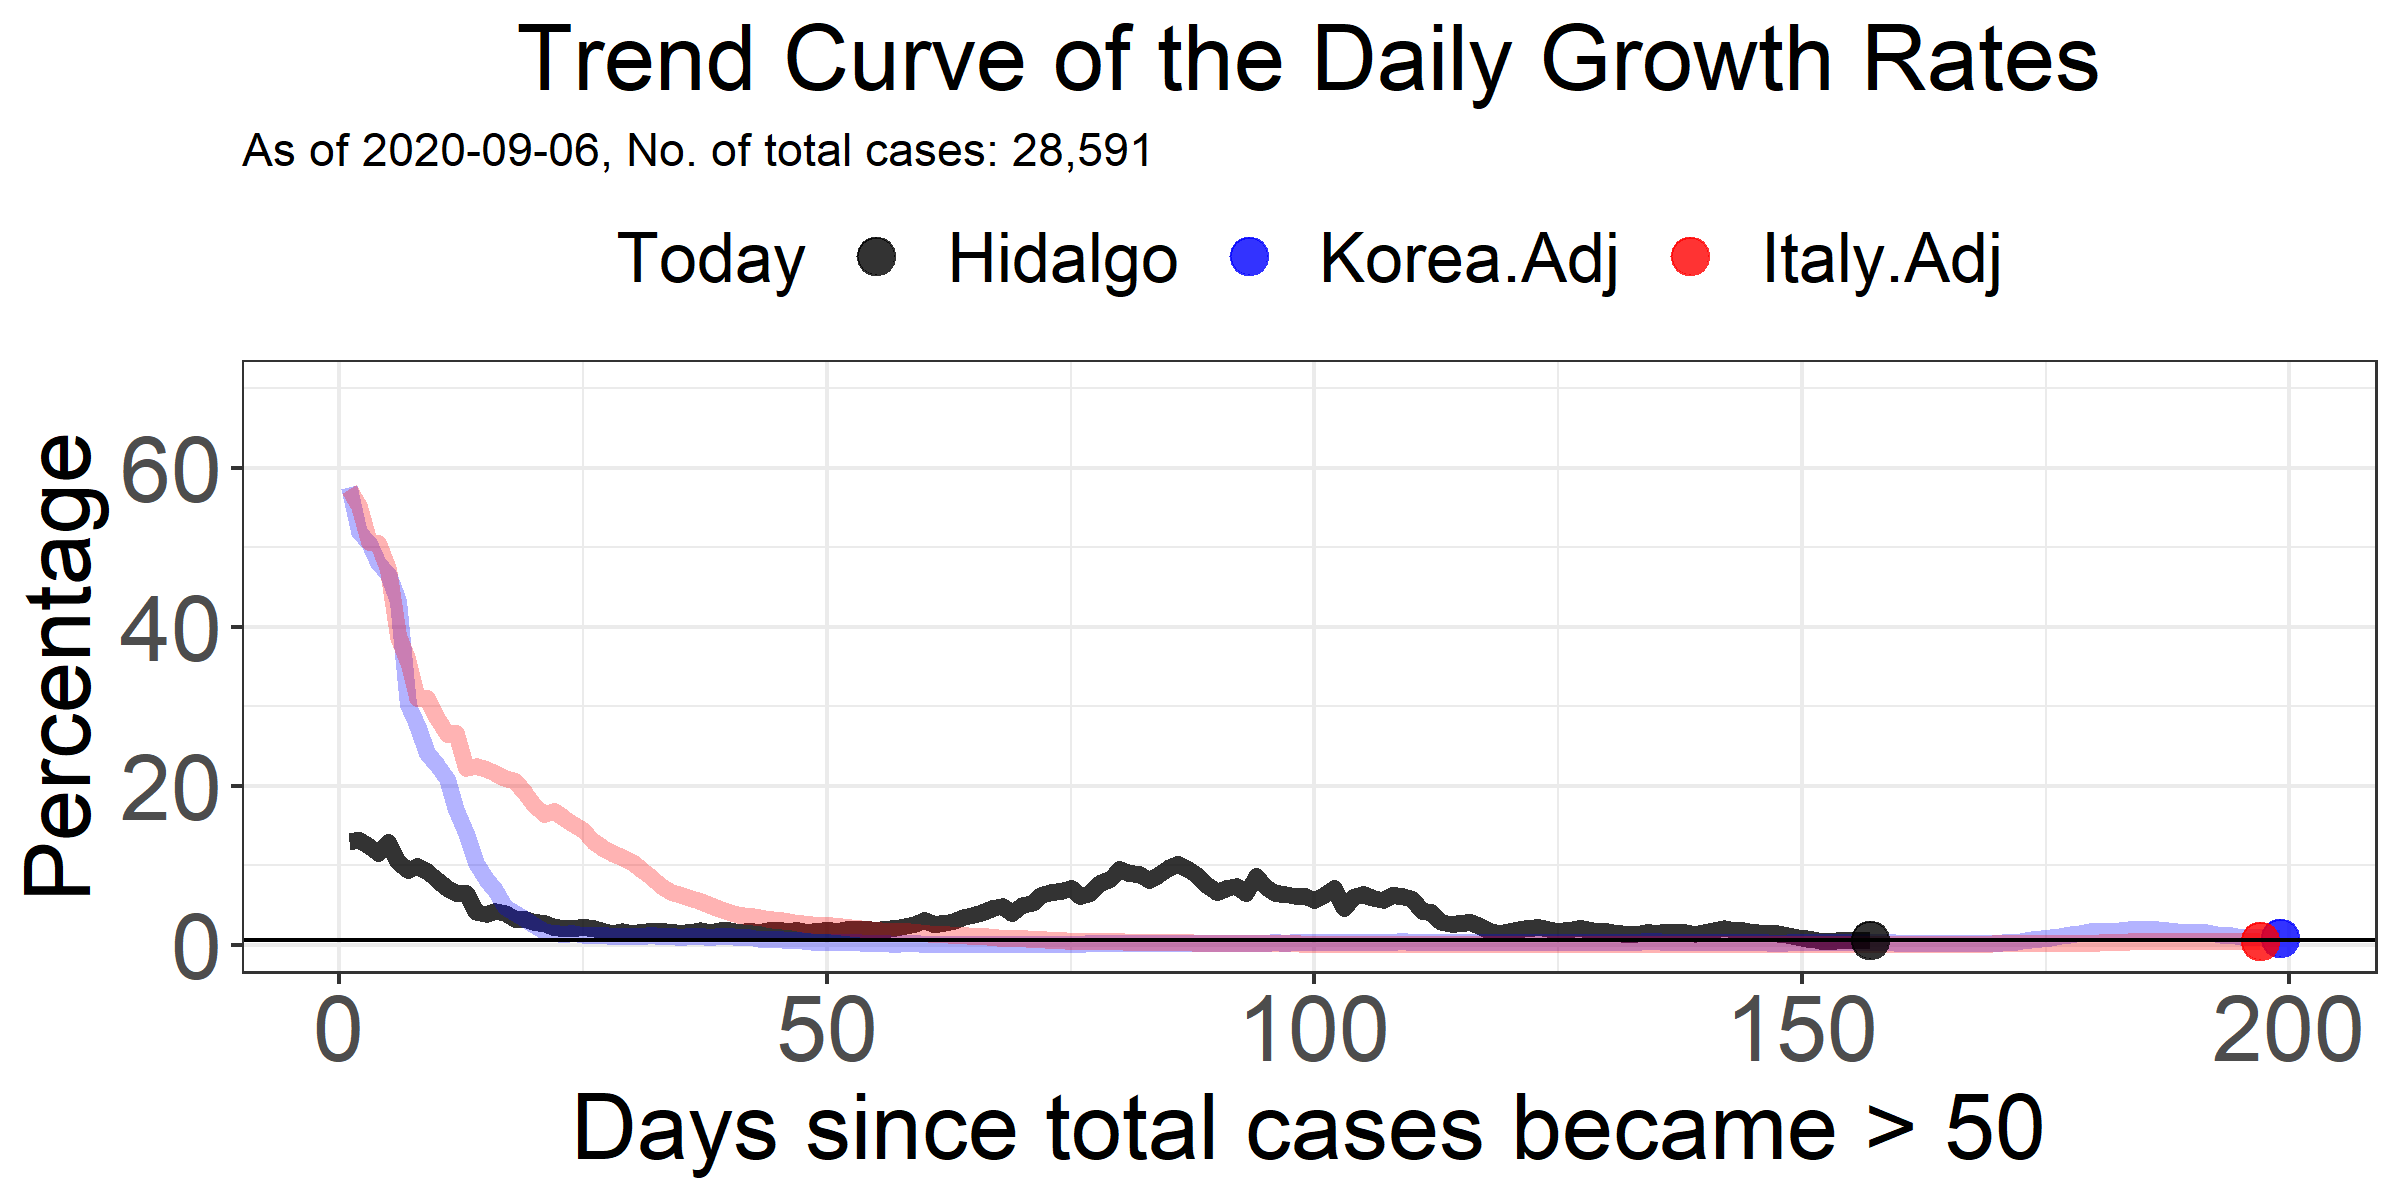 Trend Curve of the Daily Growth Rates
As of 2020-09-06, No. of total cases: 28,591
Today Hidalgo Korea.Adj Italy.Adj
Percentage
60
40
20
0
0 50 100 150 200
Days since total cases became > 50